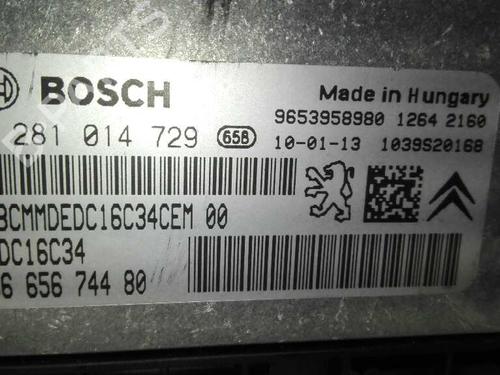 BOSCH
Made in Hungary
281 014 729 658
9653958980 1264 2160
10-01-13 1039S20168
BCMMDEDC16C34CEM 00
DC16C34
6 656 744 80